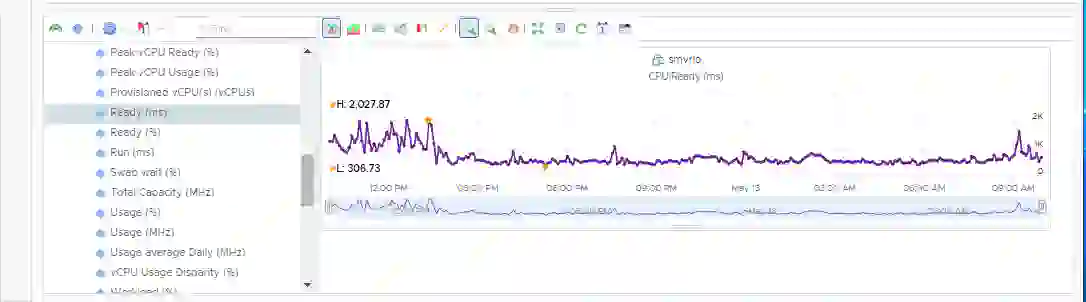 Peak vCPU Ready (%)
Peak vCPU Usage (%)
Provisioned vCPU(s) (vCPUs)
Ready (ms)
Ready (%)
Run (ms)
Swap wait (%)
Total Capacity (MHz)
Usage (%)
Usage (MHz)
Usage average Daily (MHz)
vCPU Usage Disparity (%)
Workload (%)
CPU|Ready (ms)
H: 2,027.87
2K
1K
0
L: 306.73
12:00 PM
03:00 PM
06:00 PM
09:00 PM
May 13
03:00 AM
06:00 AM
09:00 AM